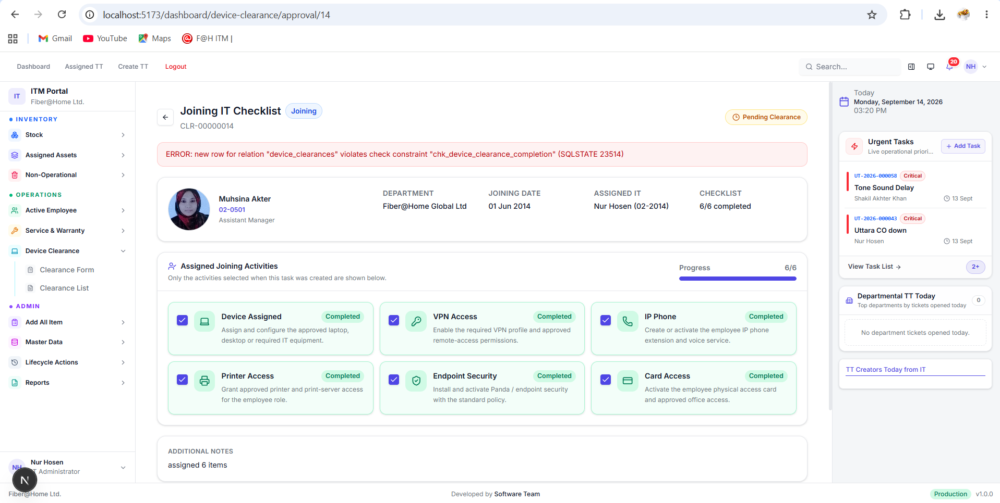 localhost:5173/dashboard/device-clearance/approval/14
Gmail YouTube Maps F@H ITM |
Dashboard Assigned TT Create TT Logout
Search...
20
NH
IT
ITM Portal
Fiber@Home Ltd.
INVENTORY
Stock
Assigned Assets
Non-Operational
OPERATIONS
Active Employee
Service & Warranty
Device Clearance
Clearance Form
Clearance List
ADMIN
Add All Item
Master Data
Lifecycle Actions
Reports
NH
Nur Hosen
T Administrator
N
Joining IT Checklist Joining
CLR-00000014
Pending Clearance
ERROR: new row for relation "device_clearances" violates check constraint "chk_device_clearance_completion" (SQLSTATE 23514)
Muhsina Akter
02-0501
Assistant Manager
DEPARTMENT
Fiber@Home Global Ltd
JOINING DATE
01 Jun 2014
ASSIGNED IT
Nur Hosen (02-2014)
CHECKLIST
6/6 completed
Assigned Joining Activities
Only the activities selected when this task was created are shown below.
Progress 6/6
Device Assigned Completed
Assign and configure the approved laptop,
desktop or required IT equipment.
VPN Access Completed
Enable the required VPN profile and approved
remote-access permissions.
IP Phone Completed
Create or activate the employee IP phone
extension and voice service.
Printer Access Completed
Grant approved printer and print-server access
for the employee role.
Endpoint Security Completed
Install and activate Panda / endpoint security
with the standard policy.
Card Access Completed
Activate the employee physical access card
and approved office access.
ADDITIONAL NOTES
assigned 6 items
Today
Monday, September 14, 2026
03:20 PM
Urgent Tasks
Live operational priori...
+ Add Task
UT-2026-000058 Critical
Tone Sound Delay
Shakil Akhter Khan 13 Sept
UT-2026-000043 Critical
Uttara CO down
Nur Hosen 13 Sept
View Task List → 2+
Departmental TT Today
Top departments by tickets opened today
0
No department tickets opened today.
TT Creators Today from IT
Fiber@Home Ltd.
Developed by Software Team
Production v1.0.0